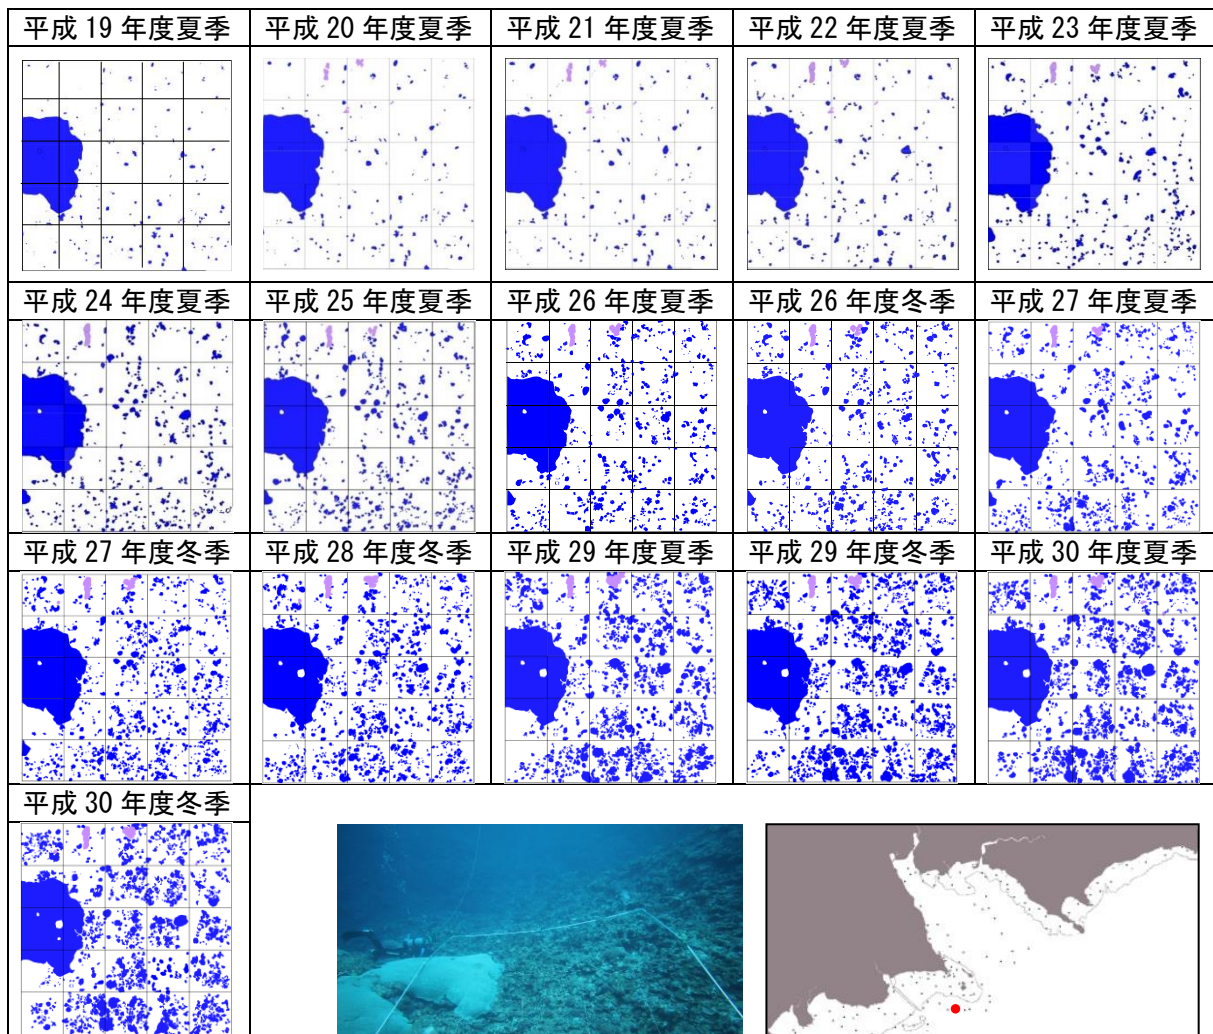 平成 19 年度夏季 平成 20 年度夏季 平成 21 年度夏季 平成 22 年度夏季 平成 23 年度夏季
平成 24 年度夏季 平成 25 年度夏季 平成 26 年度夏季 平成 26 年度冬季 平成 27 年度夏季
平成 27 年度冬季 平成 28 年度冬季 平成 29 年度夏季 平成 29 年度冬季 平成 30 年度夏季
平成 30 年度冬季